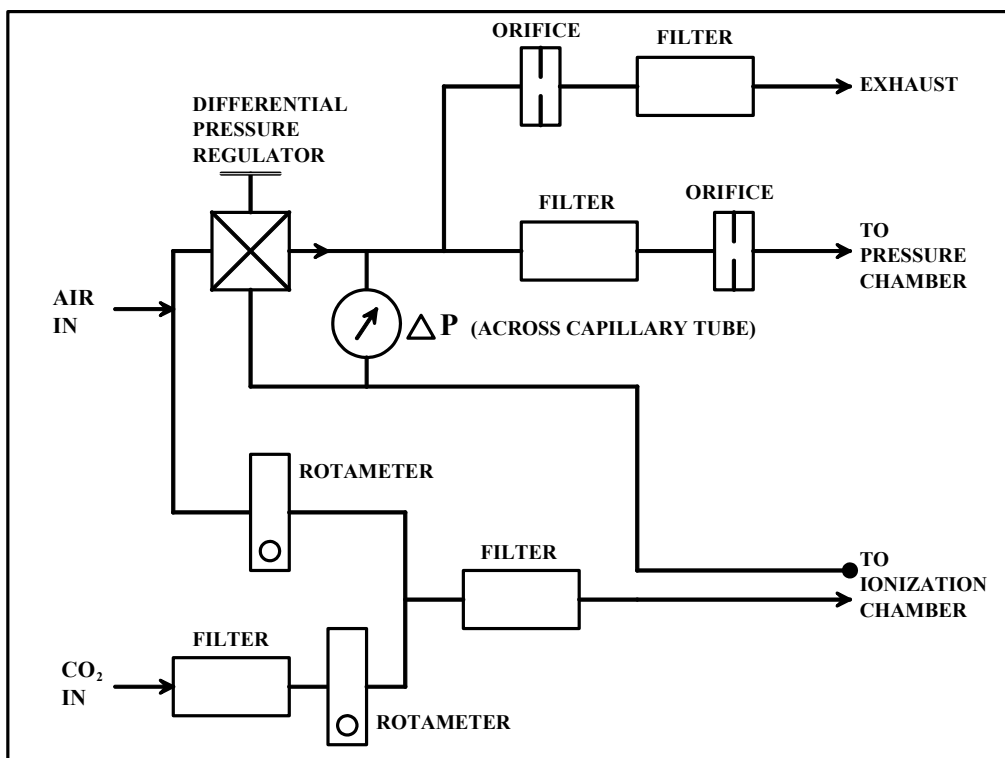 ORIFICE
FILTER
EXHAUST
DIFFERENTIAL
PRESSURE
REGULATOR
FILTER
ORIFICE
TO
PRESSURE
CHAMBER
AIR
IN
△ P (ACROSS CAPILLARY TUBE)
ROTAMETER
FILTER
TO
IONIZATION
CHAMBER
FILTER
CO₂
IN
ROTAMETER